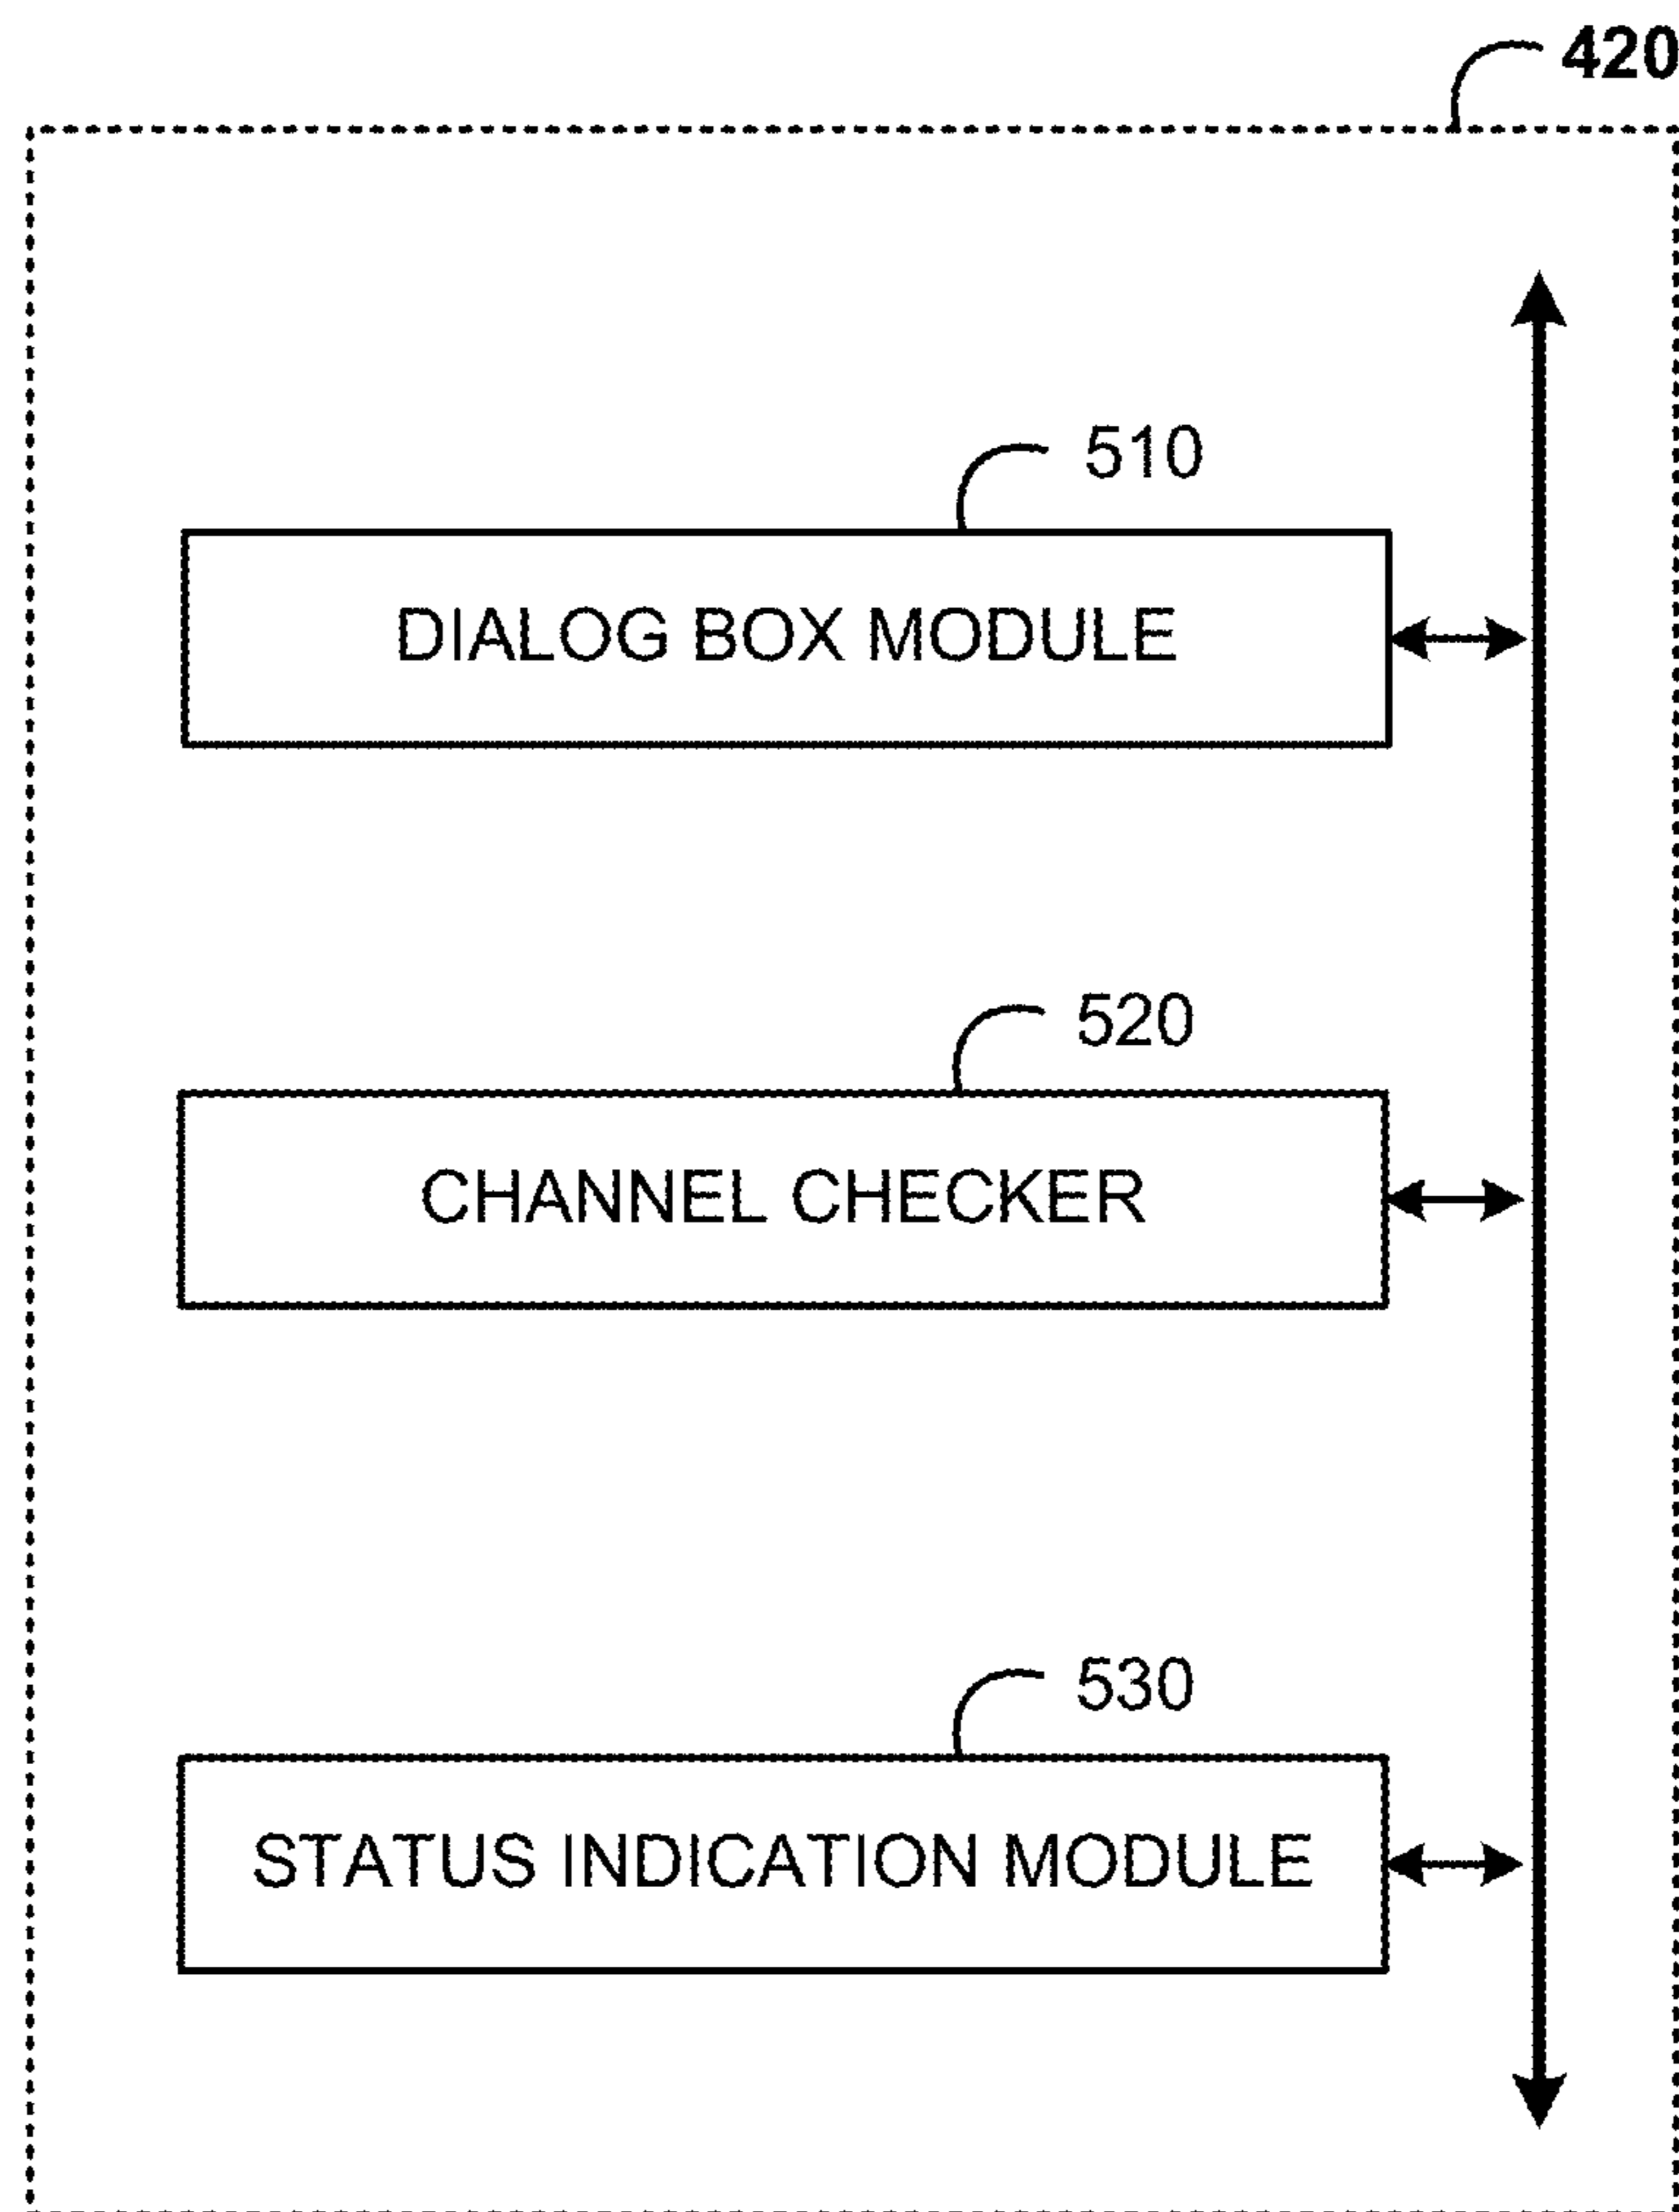 420
510
DIALOG BOX MODULE
520
CHANNEL CHECKER
530
STATUS INDICATION MODULE